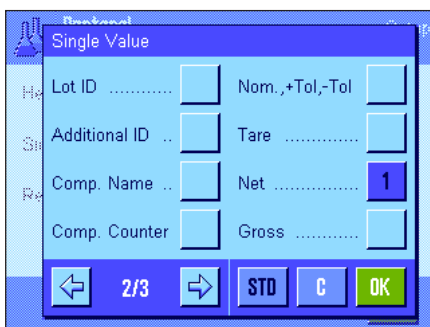 Single Value
Lot ID ............
Nom.,+Tol,-Tol
Additional ID ..
Tare ..............
Comp. Name ..
Net ............... 1
Comp. Counter
Gross ............
2/3
STD
C
OK